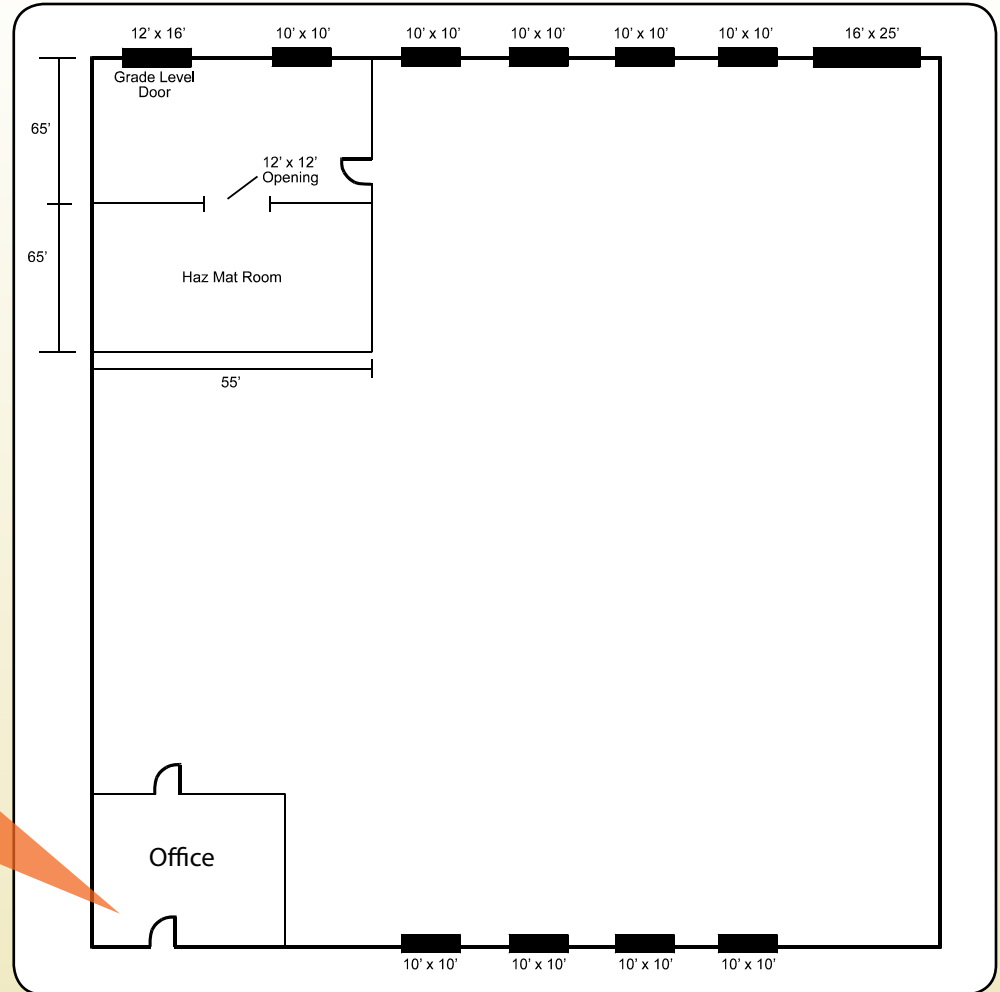 12' x 16'
10' x 10'
10' x 10'
10' x 10'
10' x 10'
10' x 10'
16' x 25'
Grade Level
Door
65'
12' x 12'
Opening
65'
Haz Mat Room
55'
Office
10' x 10'
10' x 10'
10' x 10'
10' x 10'